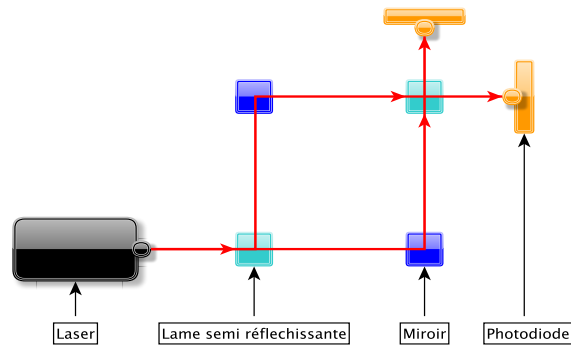 Laser
Lame semi réflechissante
Miroir
Photodiode